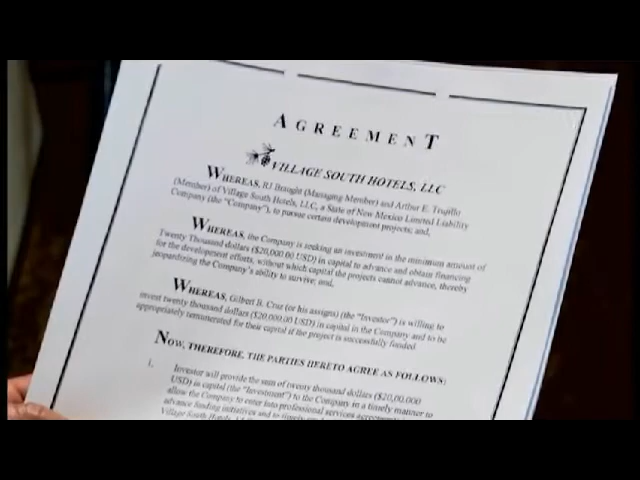 AGREEMENT
VILLAGE SOUTH HOTELS, LLC
WHEREAS, RJ Braught (Managing Member) and Arthur E. Trujillo
(Member) of Village South Hotels, LLC, a State of New Mexico Limited Liability
Company (the "Company"), to pursue certain development projects; and,
WHEREAS, the Company is seeking an investment in the minimum amount of
Twenty Thousand dollars ($20,000.00 USD) in capital to advance and obtain financing
for the development efforts, without which capital the projects cannot advance, thereby
jeopardizing the Company's ability to survive; and,
WHEREAS, Gilbert B. Cruz (or his assigns) (the "Investor") is willing to
invest twenty thousand dollars ($20,000.00 USD) in capital in the Company and to be
appropriately remunerated for their capital if the project is successfully funded.
NOW, THEREFORE, THE PARTIES HERETO AGREE AS FOLLOWS:
1. Investor will provide the sum of twenty thousand dollars ($20,00.00
USD) in capital (the "Investment") to the Company in a timely manner to
allow the Company to enter into professional services agreements
advance funding initiatives and to timely
Village South Hotels,